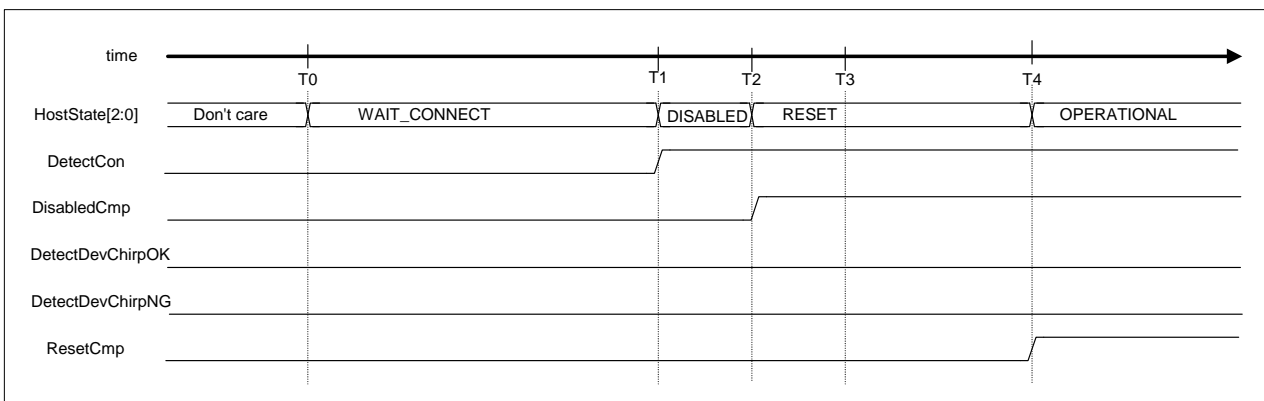 time
T0 T1 T2 T3 T4
HostState[2:0] Don't care WAIT_CONNECT DISABLED RESET OPERATIONAL
DetectCon
DisabledCmp
DetectDevChirpOK
DetectDevChirpNG
ResetCmp